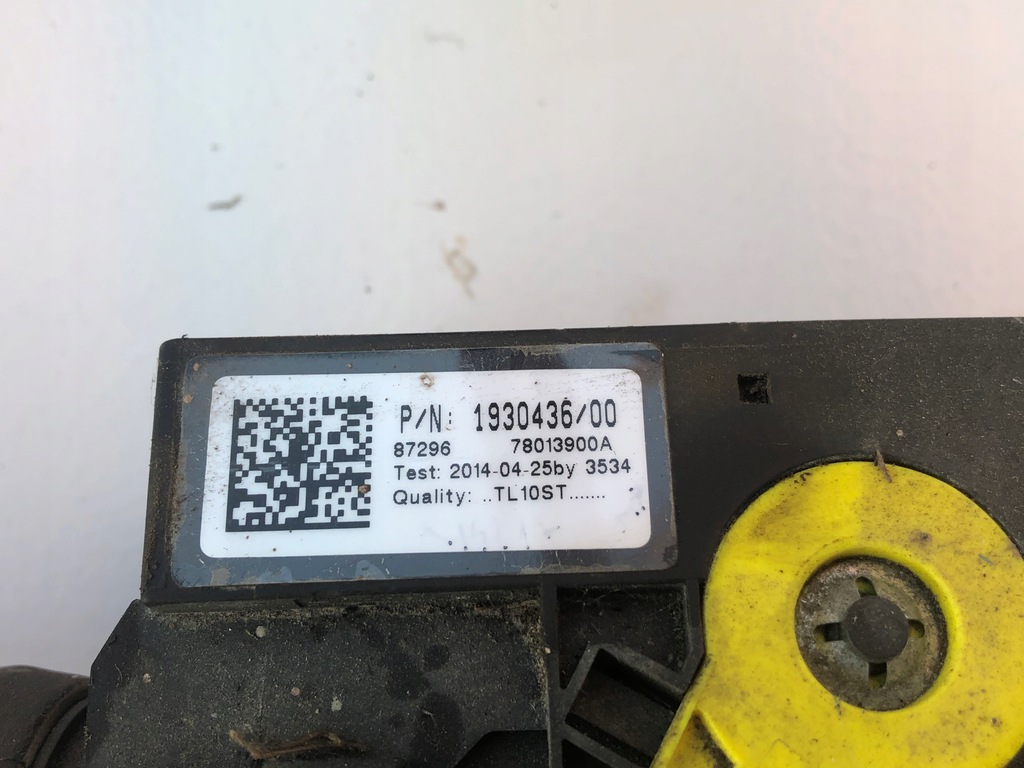 P/N: 1930436/00
87296 78013900A
Test: 2014-04-25by 3534
Quality: ..TL10ST.......